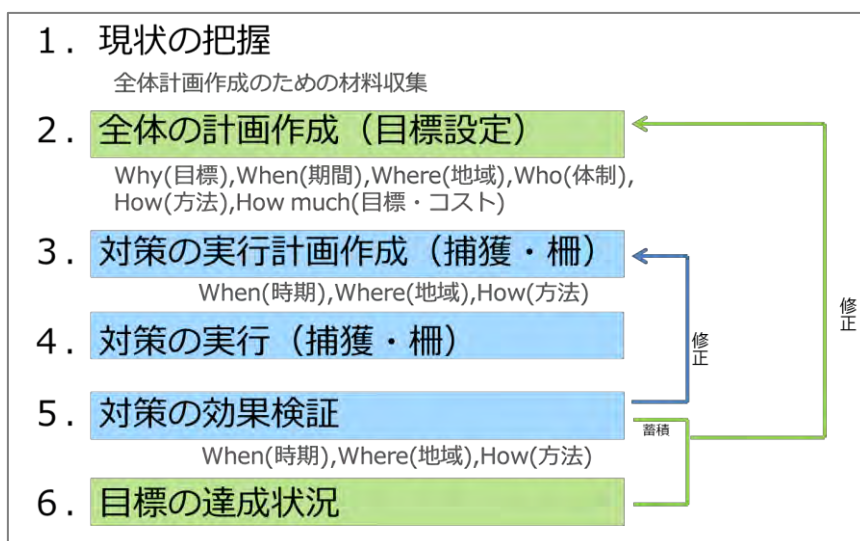 1. 現状の把握
全体計画作成のための材料収集
2. 全体の計画作成（目標設定）
Why(目標),When(期間),Where(地域),Who(体制),
How(方法),How much(目標・コスト)
3. 対策の実行計画作成（捕獲・柵）
When(時期),Where(地域),How(方法)
4. 対策の実行（捕獲・柵）
5. 対策の効果検証
When(時期),Where(地域),How(方法)
6. 目標の達成状況
修正
修正
蓄積